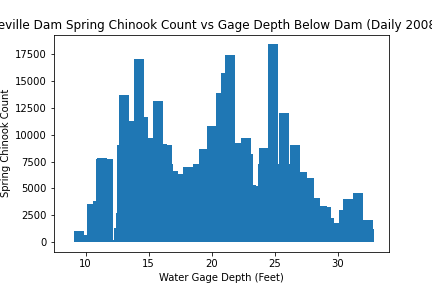 eville Dam Spring Chinook Count vs Gage Depth Below Dam (Daily 2008
Spring Chinook Count
17500
15000
12500
10000
7500
5000
2500
0
10 15 20 25 30
Water Gage Depth (Feet)